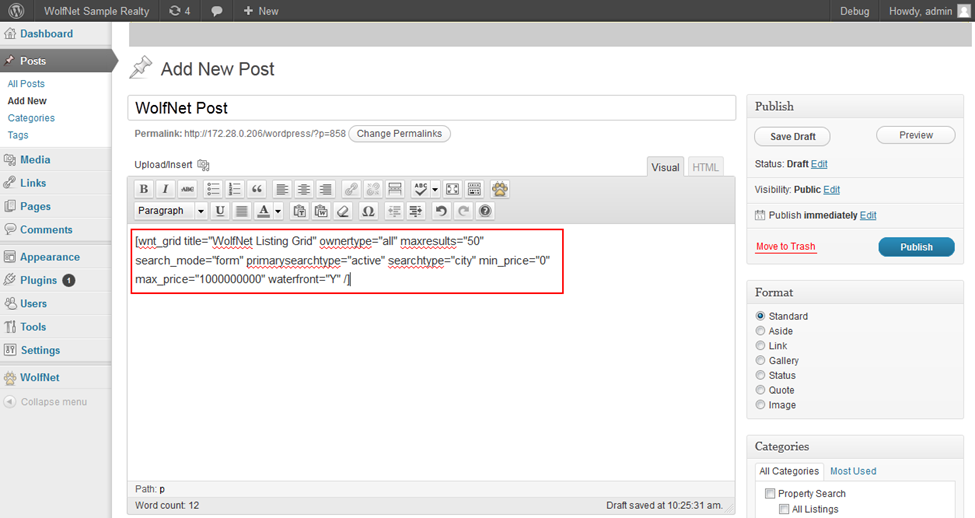 WolfNet Sample Realty 4 New Debug Howdy, admin
Dashboard
Posts
All Posts
Add New
Categories
Tags
Media
Links
Pages
Comments
Appearance
Plugins 1
Users
Tools
Settings
WolfNet
Collapse menu
Add New Post
WolfNet Post
Permalink: http://172.28.0.206/wordpress/?p=858 Change Permalinks
Upload/Insert
Visual HTML
B I ABC ABC
Paragraph U A Ω
[wnt_grid title="WolfNet Listing Grid" ownertype="all" maxresults="50"
search_mode="form" primarysearchtype="active" searchtype="city" min_price="0"
max_price="1000000000" waterfront="Y" /]
Path: p
Word count: 12 Draft saved at 10:25:31 am.
Publish
Save Draft Preview
Status: Draft Edit
Visibility: Public Edit
Publish immediately Edit
Move to Trash Publish
Format
Standard
Aside
Link
Gallery
Status
Quote
Image
Categories
All Categories Most Used
Property Search
All Listings